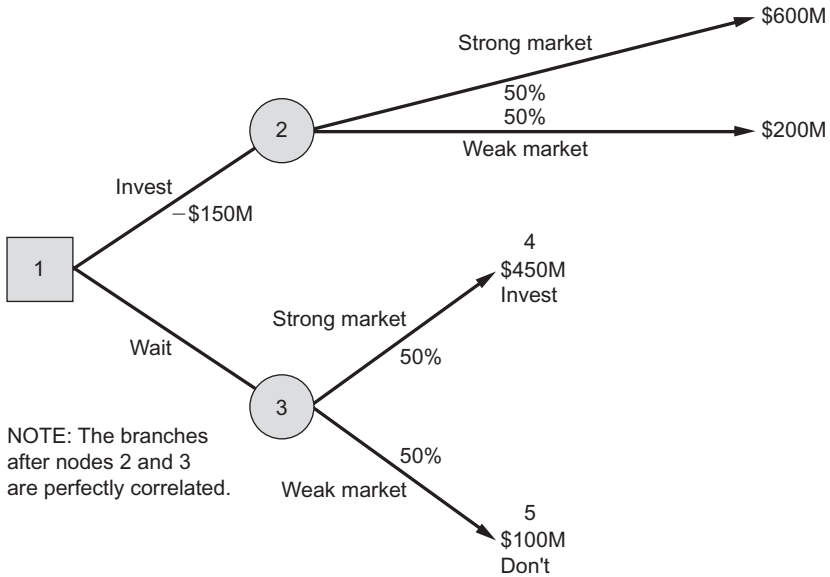 $600M
Strong market
50%
50%
2
$200M
Weak market
Invest
−$150M
1
4
$450M
Invest
Strong market
50%
Wait
3
NOTE: The branches
after nodes 2 and 3
are perfectly correlated.
50%
Weak market
5
$100M
Don't